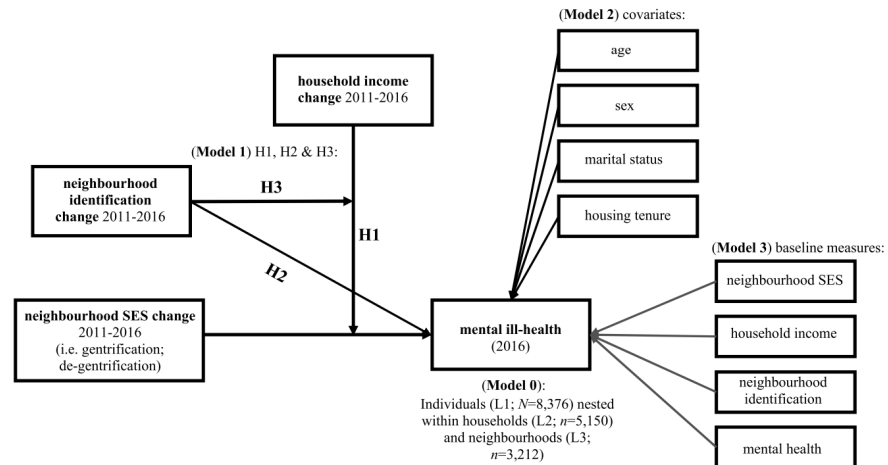 (Model 2) covariates:
age
sex
marital status
housing tenure
household income
change 2011-2016
(Model 1) H1, H2 & H3:
neighbourhood
identification
change 2011-2016
H3
H1
H2
neighbourhood SES change
2011-2016
(i.e. gentrification;
de-gentrification)
mental ill-health
(2016)
(Model 0):
Individuals (L1; N=8,376) nested
within households (L2; n=5,150)
and neighbourhoods (L3;
n=3,212)
(Model 3) baseline measures:
neighbourhood SES
household income
neighbourhood
identification
mental health